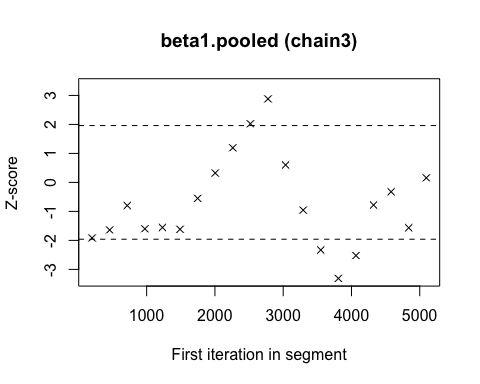 beta1.pooled (chain3)
Z-score
3
2
1
0
-1
-2
-3
1000 2000 3000 4000 5000
First iteration in segment